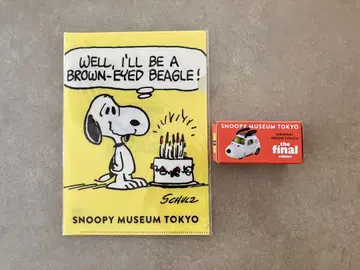 WELL, I'LL BE A
BROWN-EYED BEAGLE!
SCHULZ
SNOOPY MUSEUM TOKYO
SNOOPY MUSEUM TOKYO
the
final